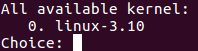 All available kernel:
   0. linux-3.10
Choice: